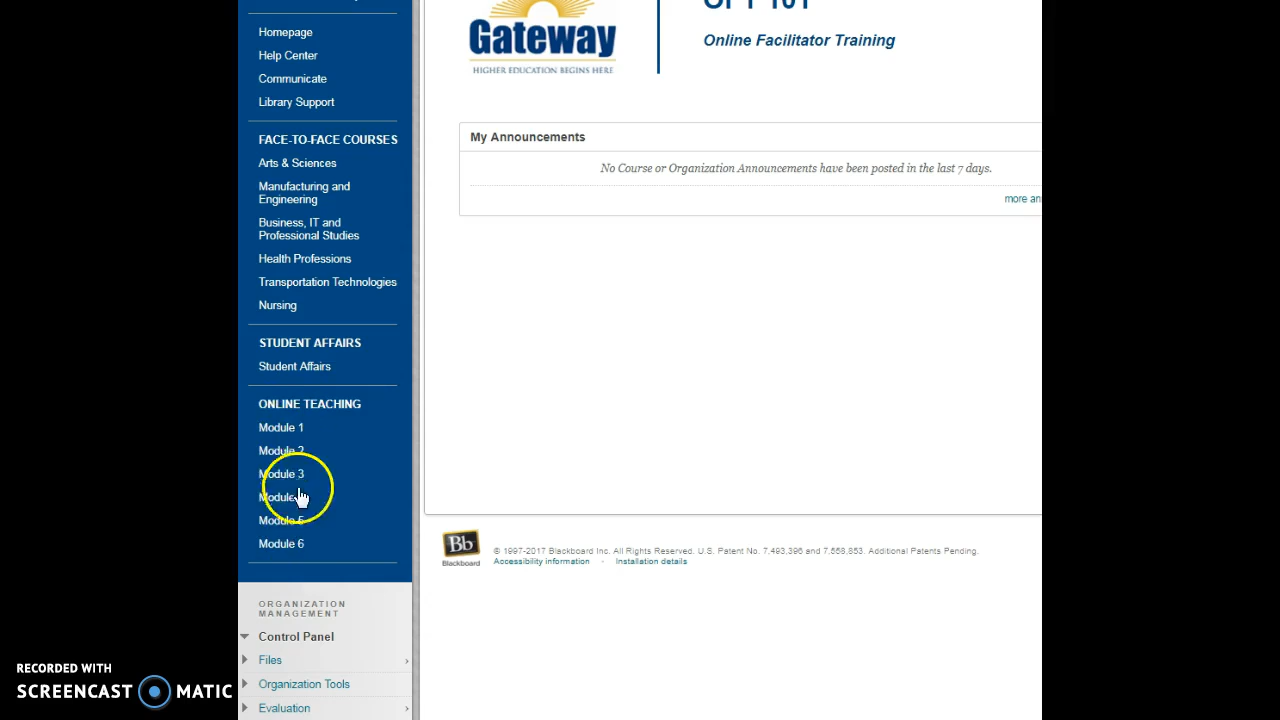 Homepage
Help Center
Communicate
Library Support
FACE-TO-FACE COURSES
Arts & Sciences
Manufacturing and
Engineering
Business, IT and
Professional Studies
Health Professions
Transportation Technologies
Nursing
STUDENT AFFAIRS
Student Affairs
ONLINE TEACHING
Module 1
Module 2
Module 3
Module
Module 5
Module 6
ORGANIZATION
MANAGEMENT
Control Panel
Files
Organization Tools
Evaluation
Gateway
HIGHER EDUCATION BEGINS HERE
Online Facilitator Training
My Announcements
No Course or Organization Announcements have been posted in the last 7 days.
more an
Bb
Blackboard
© 1997-2017 Blackboard Inc. All Rights Reserved. U.S. Patent No. 7,493,396 and 7,558,853. Additional Patents Pending.
Accessibility information · Installation details
RECORDED WITH
SCREENCAST MATIC